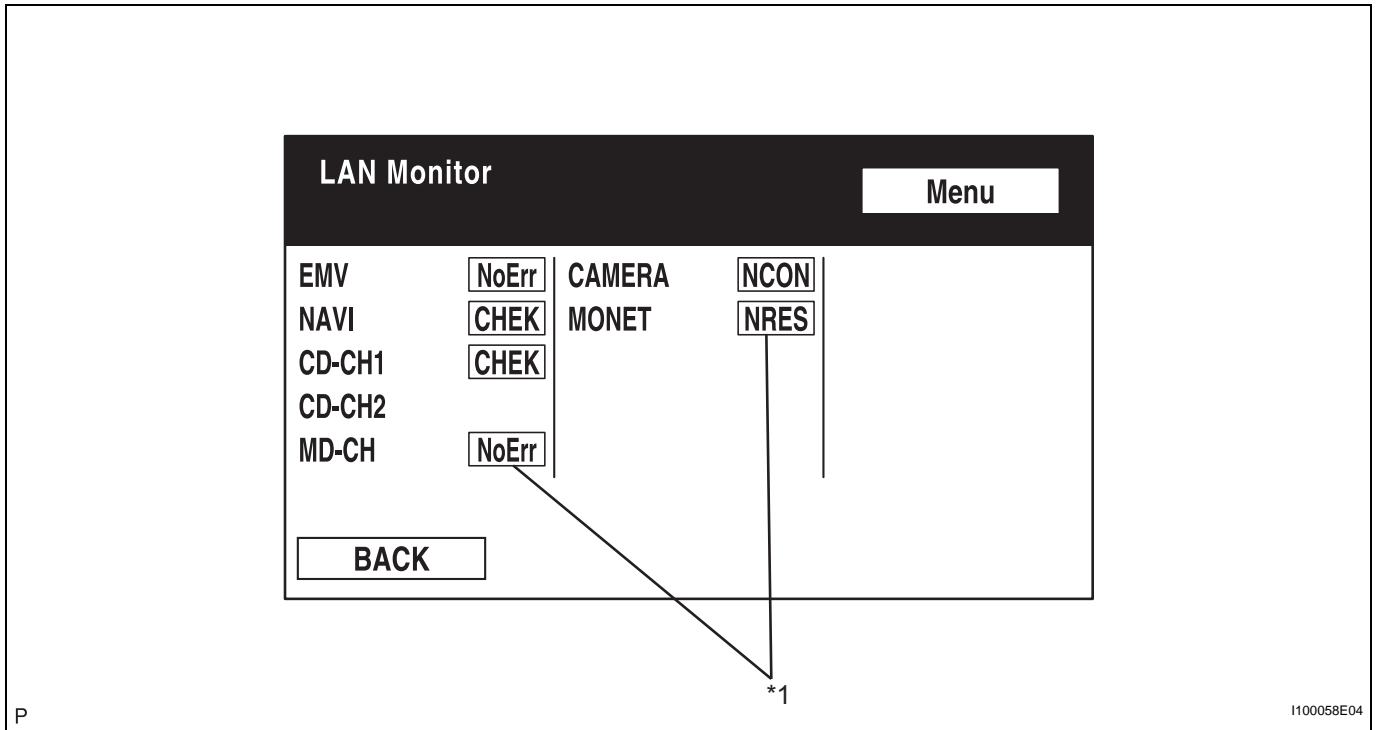 LAN Monitor
Menu
EMV NoErr CAMERA NCON
NAVI CHEK MONET NRES
CD-CH1 CHEK
CD-CH2
MD-CH NoErr
BACK
*1
P I100058E04